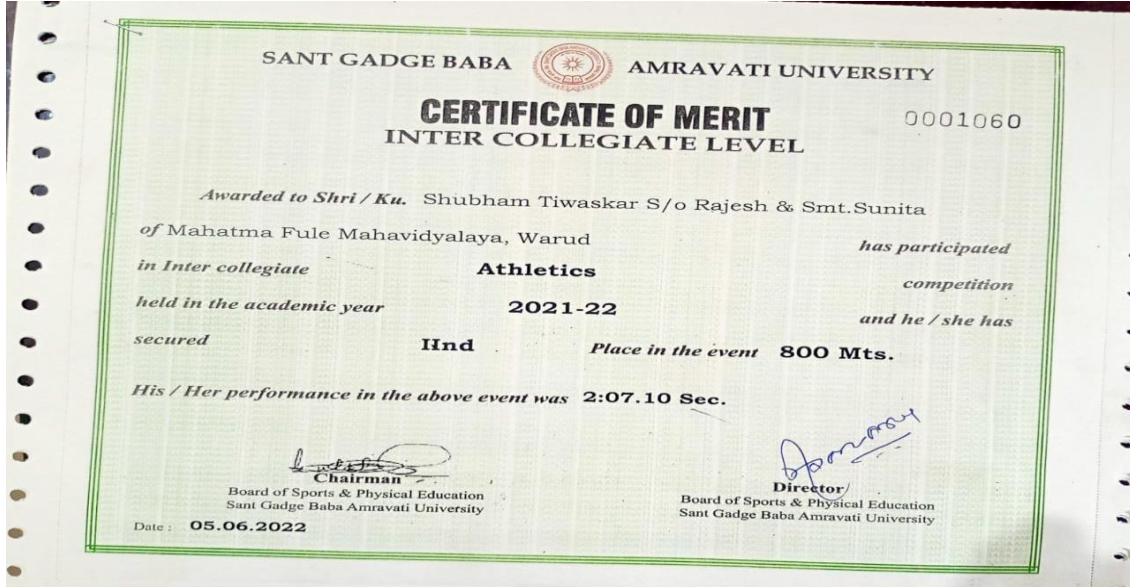 SANT GADGE BABA AMRAVATI UNIVERSITY
CERTIFICATE OF MERIT
0001060
INTER COLLEGIATE LEVEL
Awarded to Shri / Ku. Shubham Tiwaskar S/o Rajesh & Smt.Sunita
of Mahatma Fule Mahavidyalaya, Warud has participated
in Inter collegiate Athletics competition
held in the academic year 2021-22 and he / she has
secured IInd Place in the event 800 Mts.
His / Her performance in the above event was 2:07.10 Sec.
Chairman
Board of Sports & Physical Education
Sant Gadge Baba Amravati University
Director
Board of Sports & Physical Education
Sant Gadge Baba Amravati University
Date : 05.06.2022